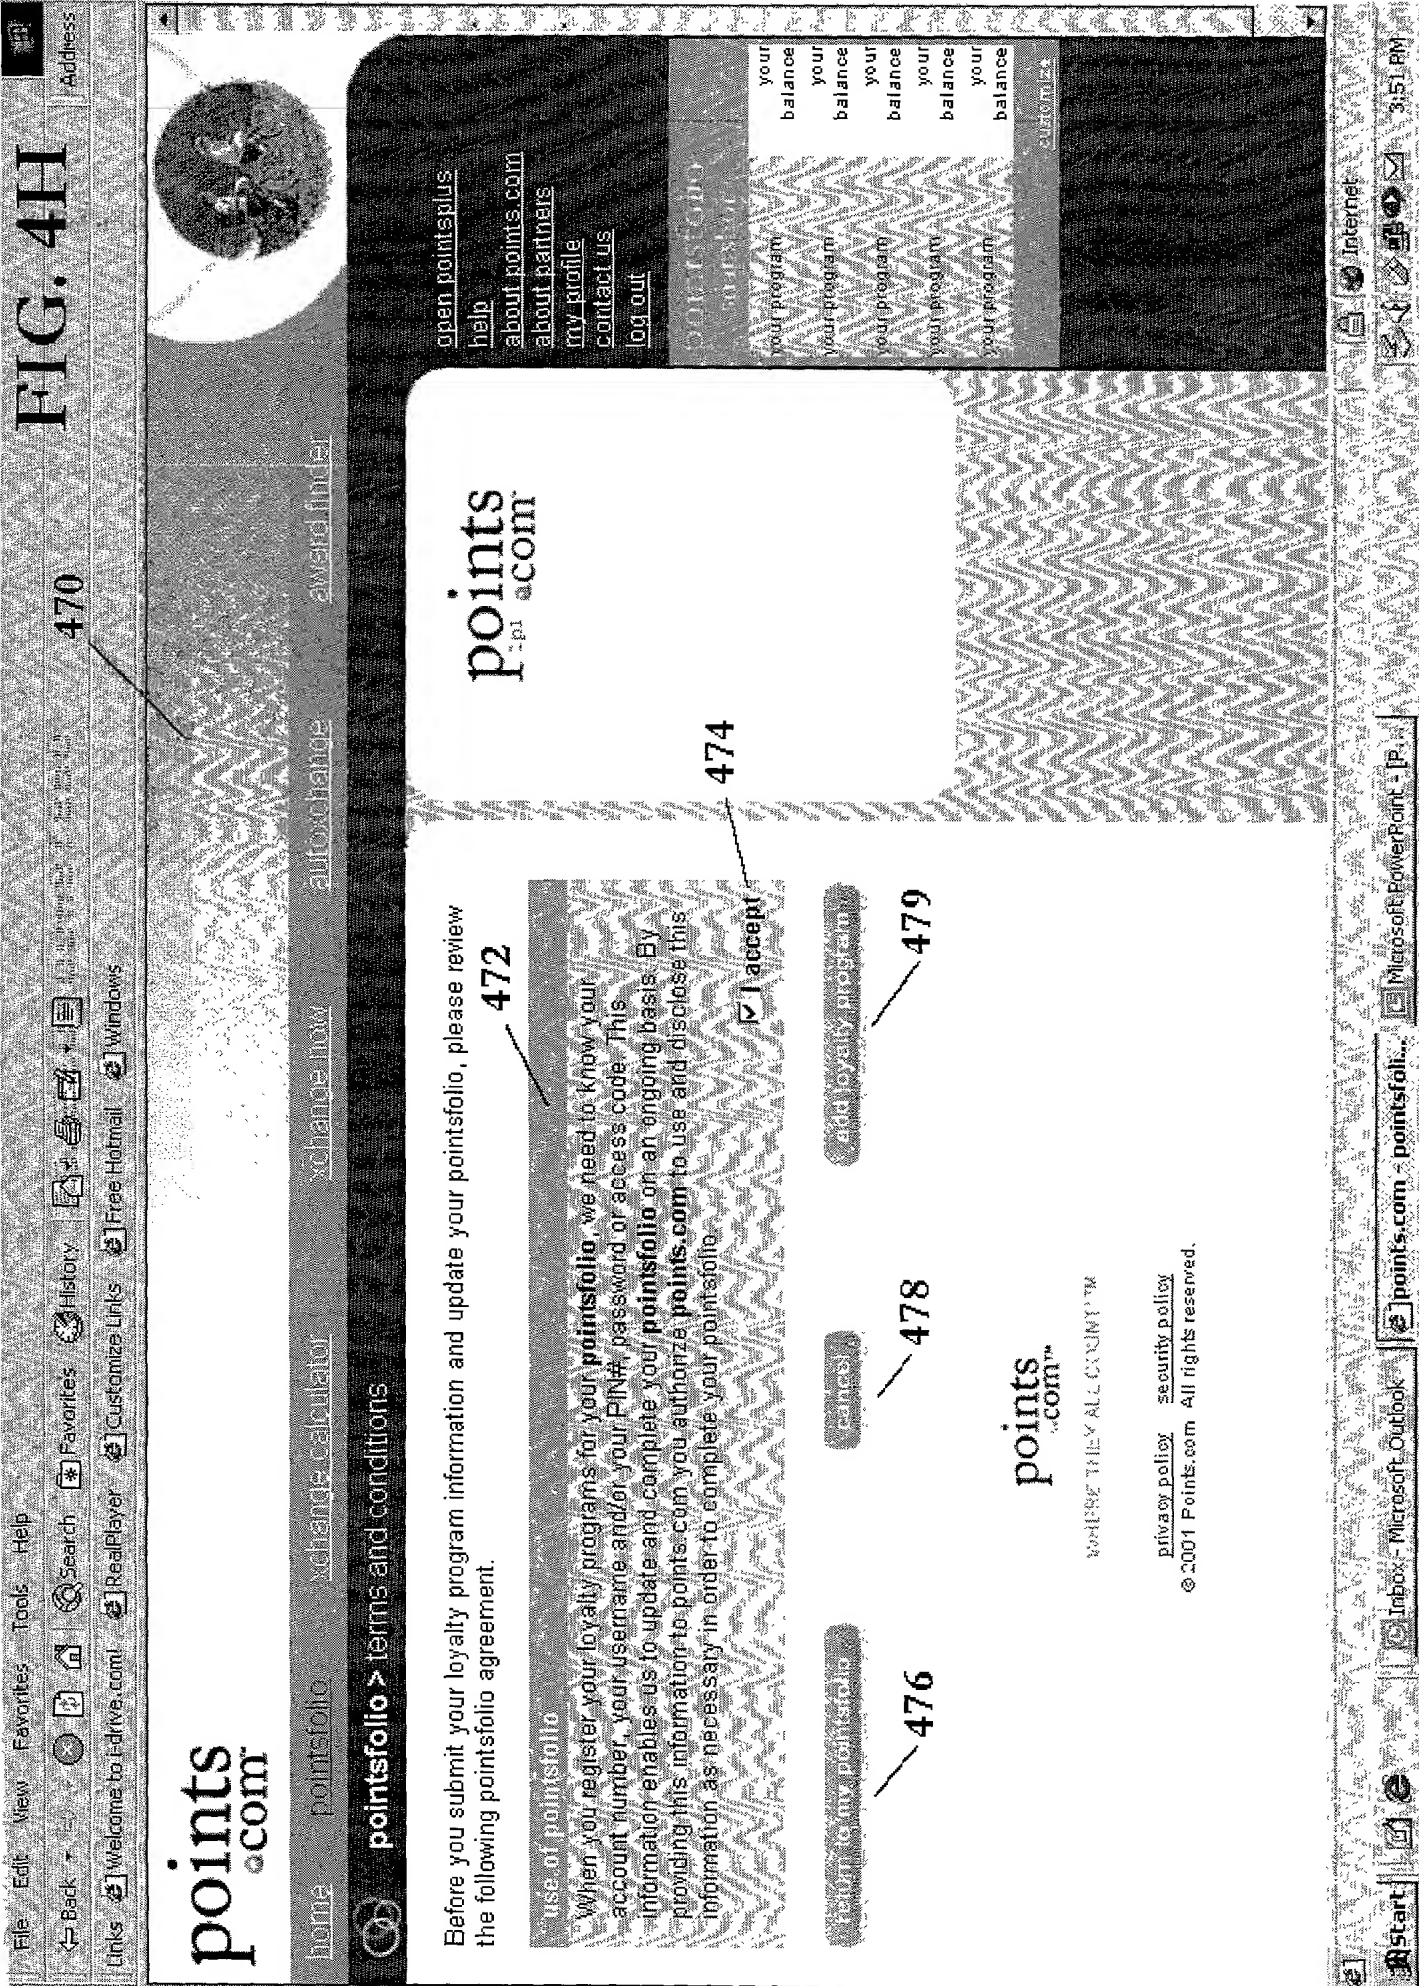 FIG. 4H
File Edit View Favorites Tools Help
Back Search Favorites History
Address
Links Welcome to i-drive.com! RealPlayer Customize Links Free Hotmail Windows
470
points
.com
home pointsfolio xchange calculator xchange now autoxchange award finder
pointsfolio > terms and conditions
Before you submit your loyalty program information and update your pointsfolio, please review
the following pointsfolio agreement.
472
use of pointsfolio
When you register your loyalty programs for your pointsfolio, we need to know your
account number, your username and/or your PIN#, password or access code. This
information enables us to update and complete your pointsfolio on an ongoing basis. By
providing this information to points.com you authorize points.com to use and disclose this
information as necessary in order to complete your pointsfolio.
I accept
474
return to my pointsfolio cancel add loyalty program
476 478 479
points
.com™
WHERE THEY ALL COUNT™
privacy policy security policy
© 2001 Points.com All rights reserved.
points
.com™
open pointsplus
help
about points.com
about partners
my profile
contact us
log out
your program your balance
your program your balance
your program your balance
your program your balance
your program your balance
customize
Internet
Start Inbox - Microsoft Outlook points.com - pointsfoli... Microsoft PowerPoint - [P... 3:51 PM